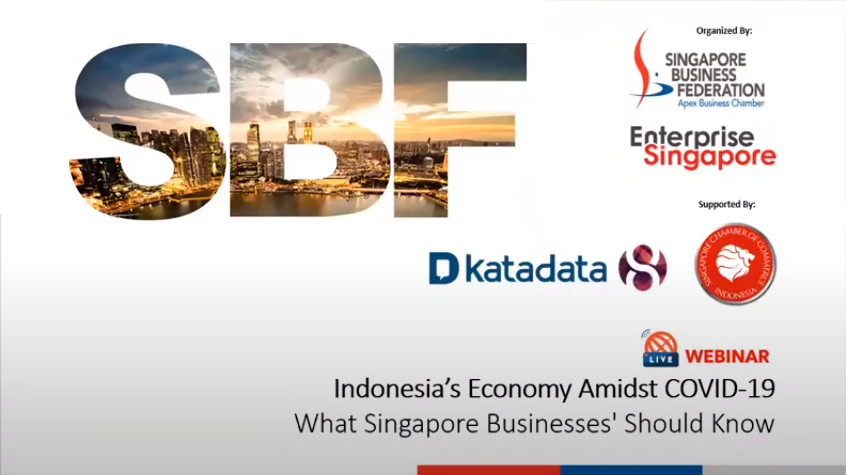 SBF
Organized By:
SINGAPORE
BUSINESS
FEDERATION
Apex Business Chamber
Enterprise
Singapore
Supported By:
D katadata 8
SINGAPORE CHAMBER OF COMMERCE
INDONESIA
LIVE WEBINAR
Indonesia's Economy Amidst COVID-19
What Singapore Businesses' Should Know